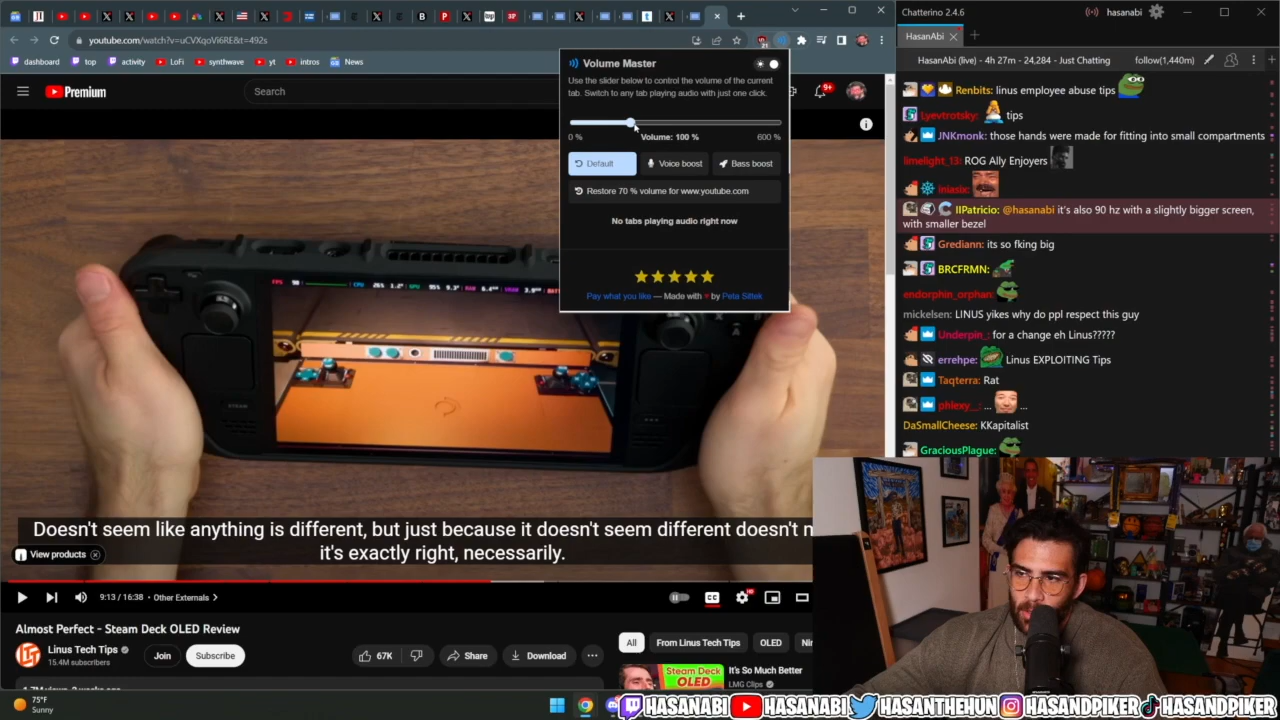 Chatterino 2.4.6
hasanabi
youtube.com/watch?v=uCVXqoVi6RE&t=492s
HasanAbi
dashboard
top
activity
LoFi
synthwave
yt
intros
News
HasanAbi (live) - 4h 27m - 24,284 - Just Chatting
follow(1,440m)
Volume Master
Use the slider below to control the volume of the current
tab. Switch to any tab playing audio with just one click.
0 %
Volume: 100 %
600 %
Default
Voice boost
Bass boost
Restore 70 % volume for www.youtube.com
No tabs playing audio right now
Pay what you like — Made with ♥ by Peta Sittek
Premium
Search
9+
21
Renbits: linus employee abuse tips
Lyevtrotsky: tips
JNKmonk: those hands were made for fitting into small compartments
limelight_13: ROG Ally Enjoyers
iniasix:
IIPatricio: @hasanabi it's also 90 hz with a slightly bigger screen,
with smaller bezel
Grediann: its so fking big
BRCFRMN:
endorphin_orphan:
mickelsen: LINUS yikes why do ppl respect this guy
Underpin_: for a change eh Linus?????
errehpe: Linus EXPLOITING Tips
Taqterra: Rat
phlexy__: ... ...
DaSmallCheese: KKapitalist
GraciousPlague:
STEAM
Doesn't seem like anything is different, but just because it doesn't seem different doesn't m
it's exactly right, necessarily.
View products
9:13 / 16:38 • Other Externals
Almost Perfect - Steam Deck OLED Review
Linus Tech Tips
15.4M subscribers
Join
Subscribe
67K
Share
Download
All
From Linus Tech Tips
OLED
It's So Much Better
LMG Clips
Steam Deck
OLED
75°F
Sunny
HASANABI
HASANABI
HASANTHEHUN
HASANDPIKER
HASANDPIKER